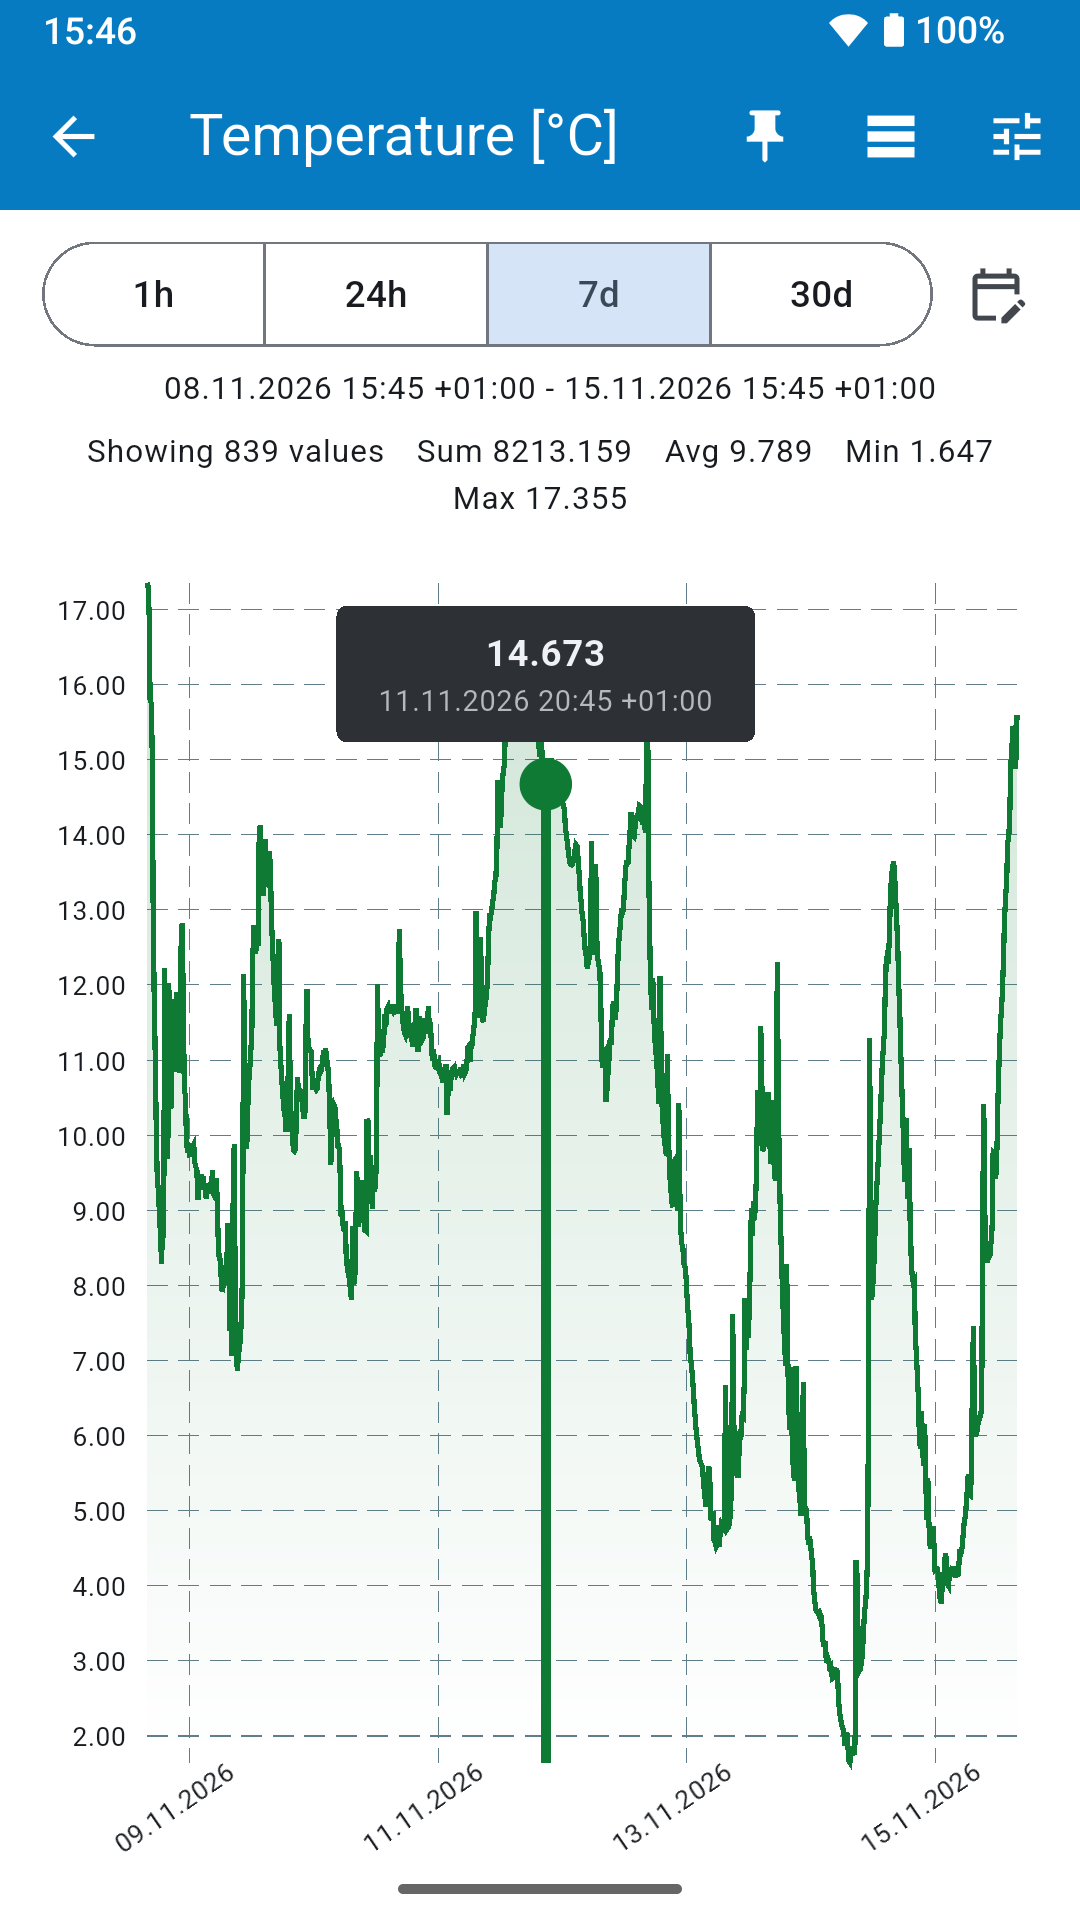 15:46 100%
Temperature [°C]
1h 24h 7d 30d
08.11.2026 15:45 +01:00 - 15.11.2026 15:45 +01:00
Showing 839 values Sum 8213.159 Avg 9.789 Min 1.647
Max 17.355
14.673
11.11.2026 20:45 +01:00
17.00
16.00
15.00
14.00
13.00
12.00
11.00
10.00
9.00
8.00
7.00
6.00
5.00
4.00
3.00
2.00
09.11.2026 11.11.2026 13.11.2026 15.11.2026